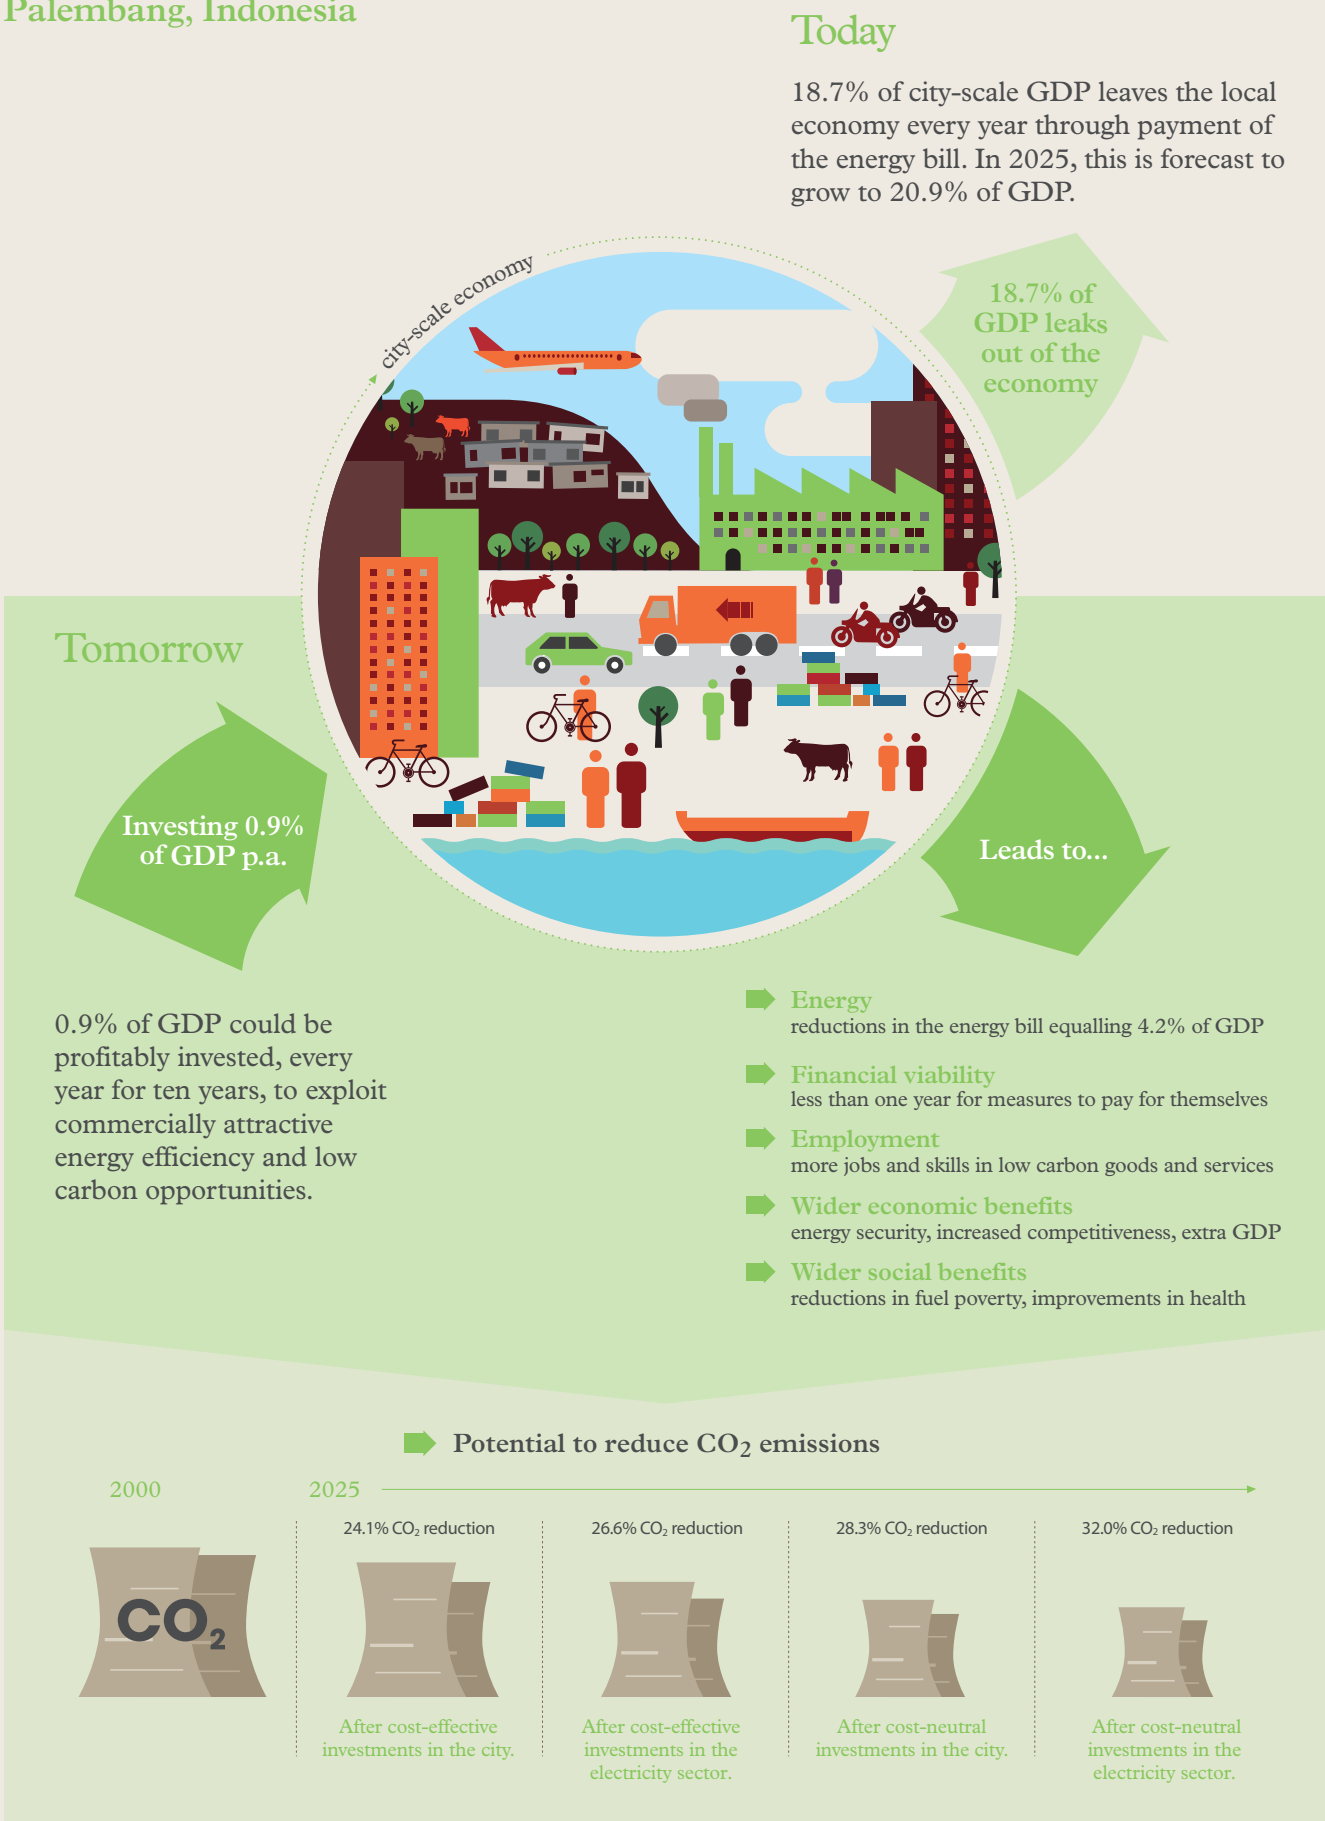 Palembang, Indonesia
Today
18.7% of city-scale GDP leaves the local
economy every year through payment of
the energy bill. In 2025, this is forecast to
grow to 20.9% of GDP.
city-scale economy
18.7% of
GDP leaks
out of the
economy
Tomorrow
Investing 0.9%
of GDP p.a.
Leads to...
0.9% of GDP could be
profitably invested, every
year for ten years, to exploit
commercially attractive
energy efficiency and low
carbon opportunities.
Energy
reductions in the energy bill equalling 4.2% of GDP
Financial viability
less than one year for measures to pay for themselves
Employment
more jobs and skills in low carbon goods and services
Wider economic benefits
energy security, increased competitiveness, extra GDP
Wider social benefits
reductions in fuel poverty, improvements in health
Potential to reduce CO₂ emissions
2000
2025
24.1% CO₂ reduction
26.6% CO₂ reduction
28.3% CO₂ reduction
32.0% CO₂ reduction
CO₂
After cost-effective
investments in the city.
After cost-effective
investments in the
electricity sector.
After cost-neutral
investments in the city.
After cost-neutral
investments in the
electricity sector.